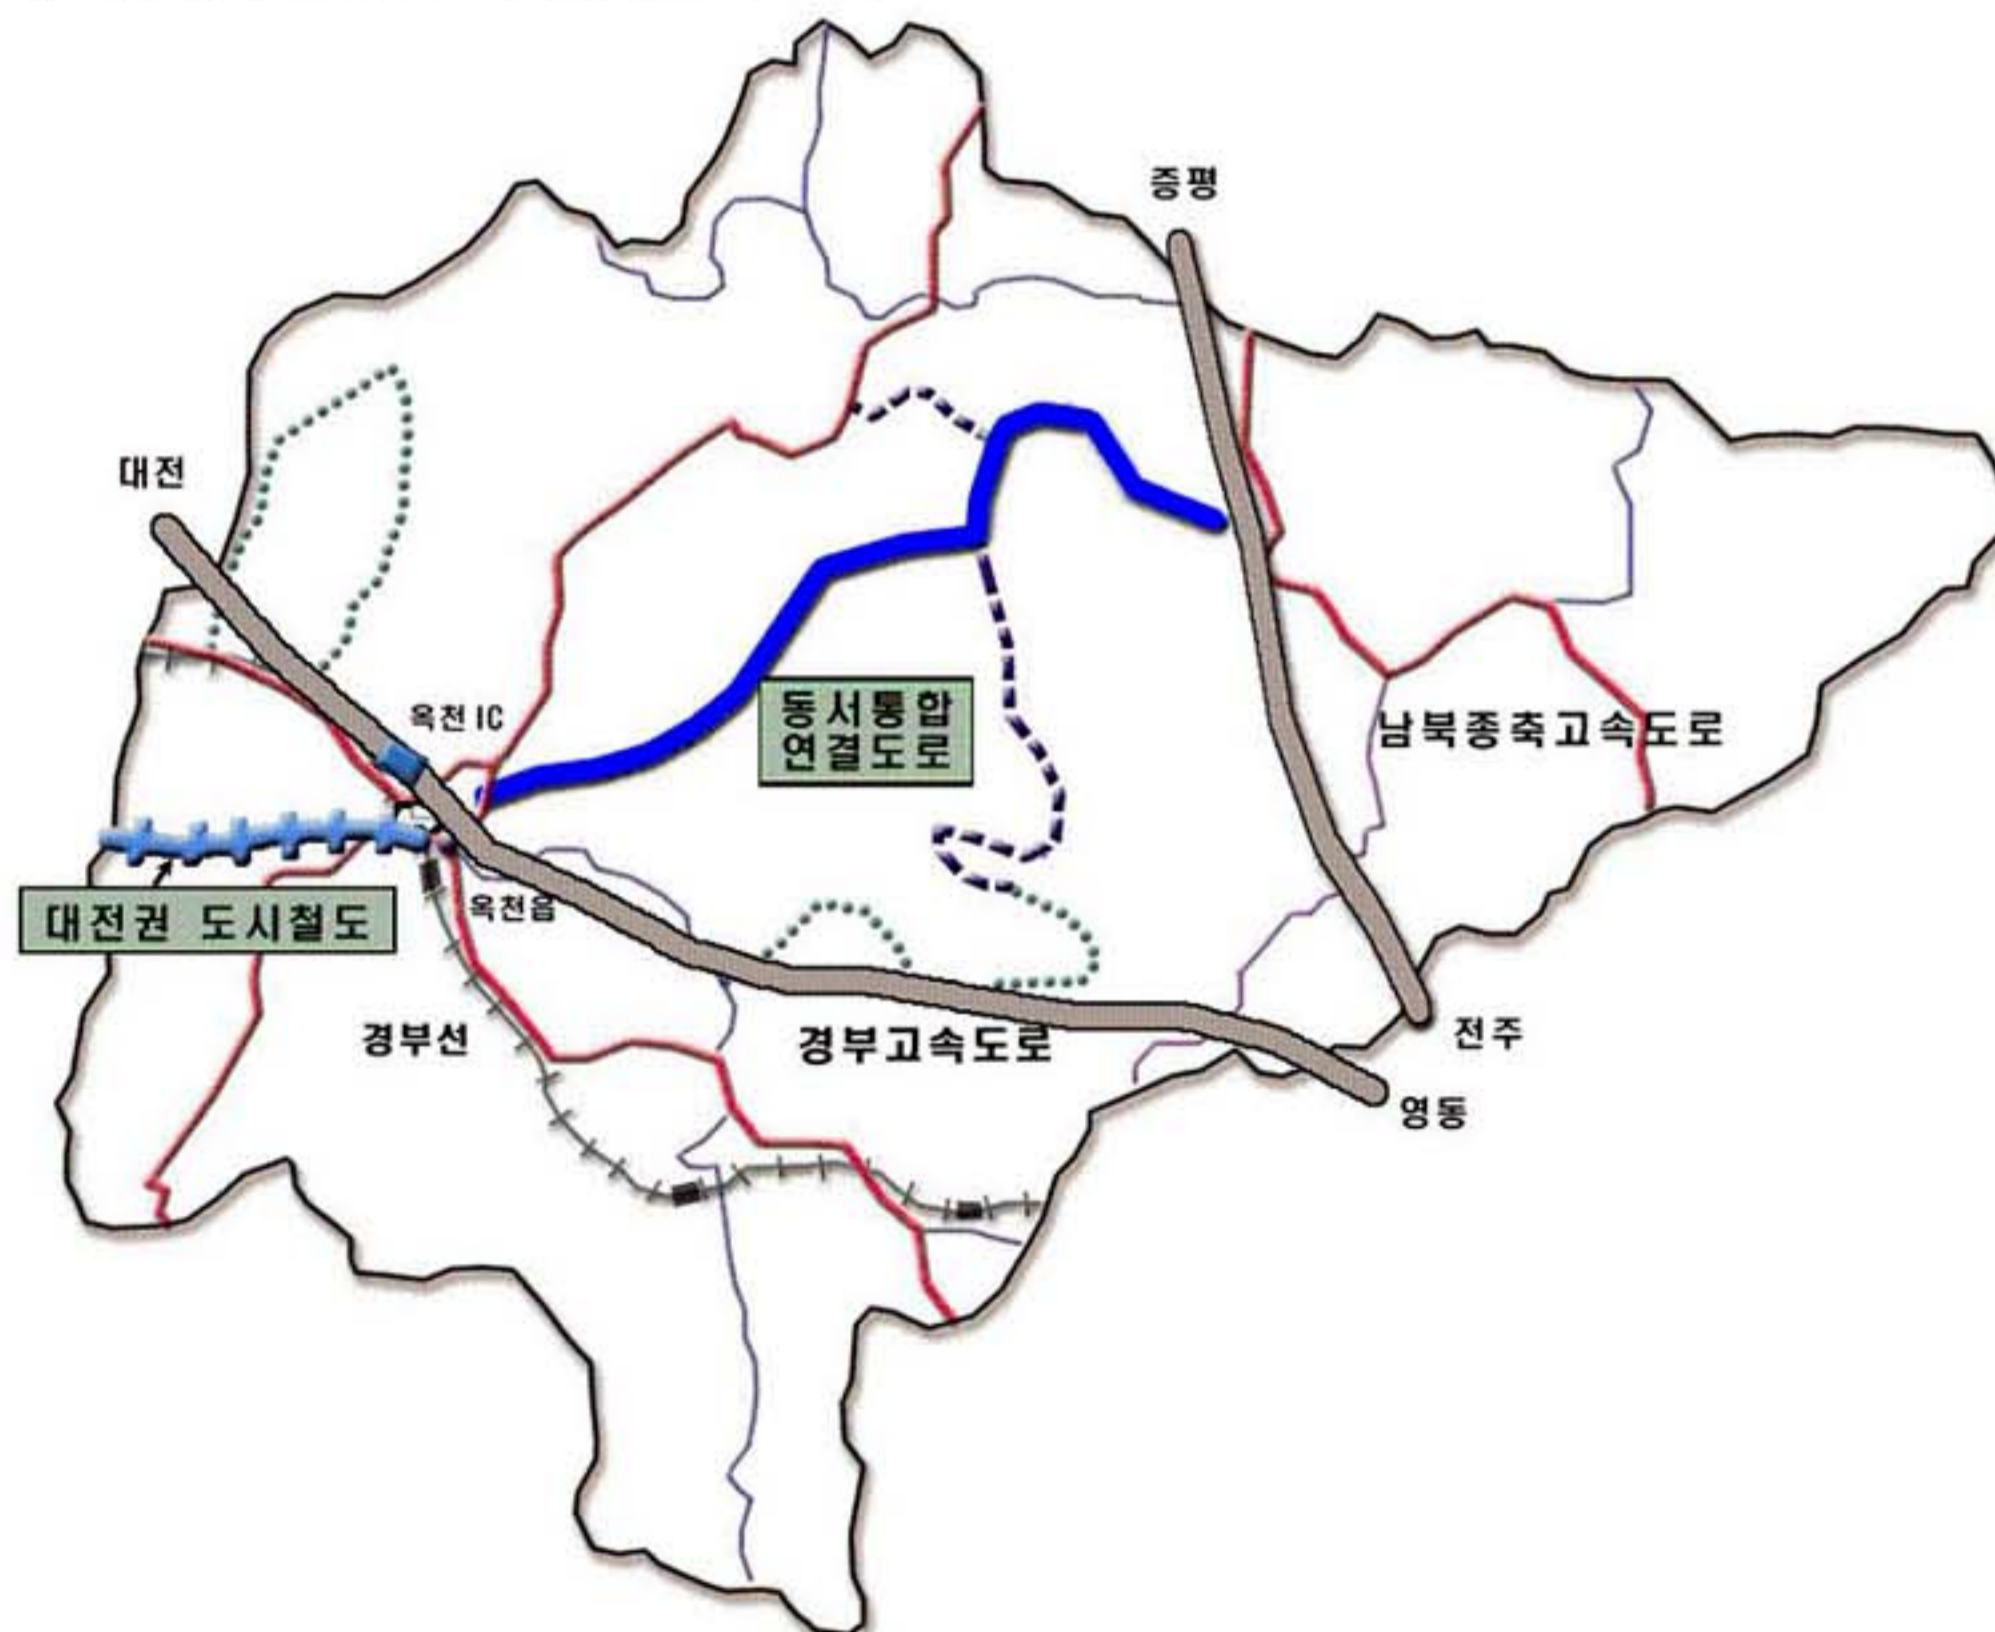 증평
대전
동서통합
연결도로
옥천IC
남북종축고속도로
대전권 도시철도
옥천읍
경부선
경부고속도로
전주
영동